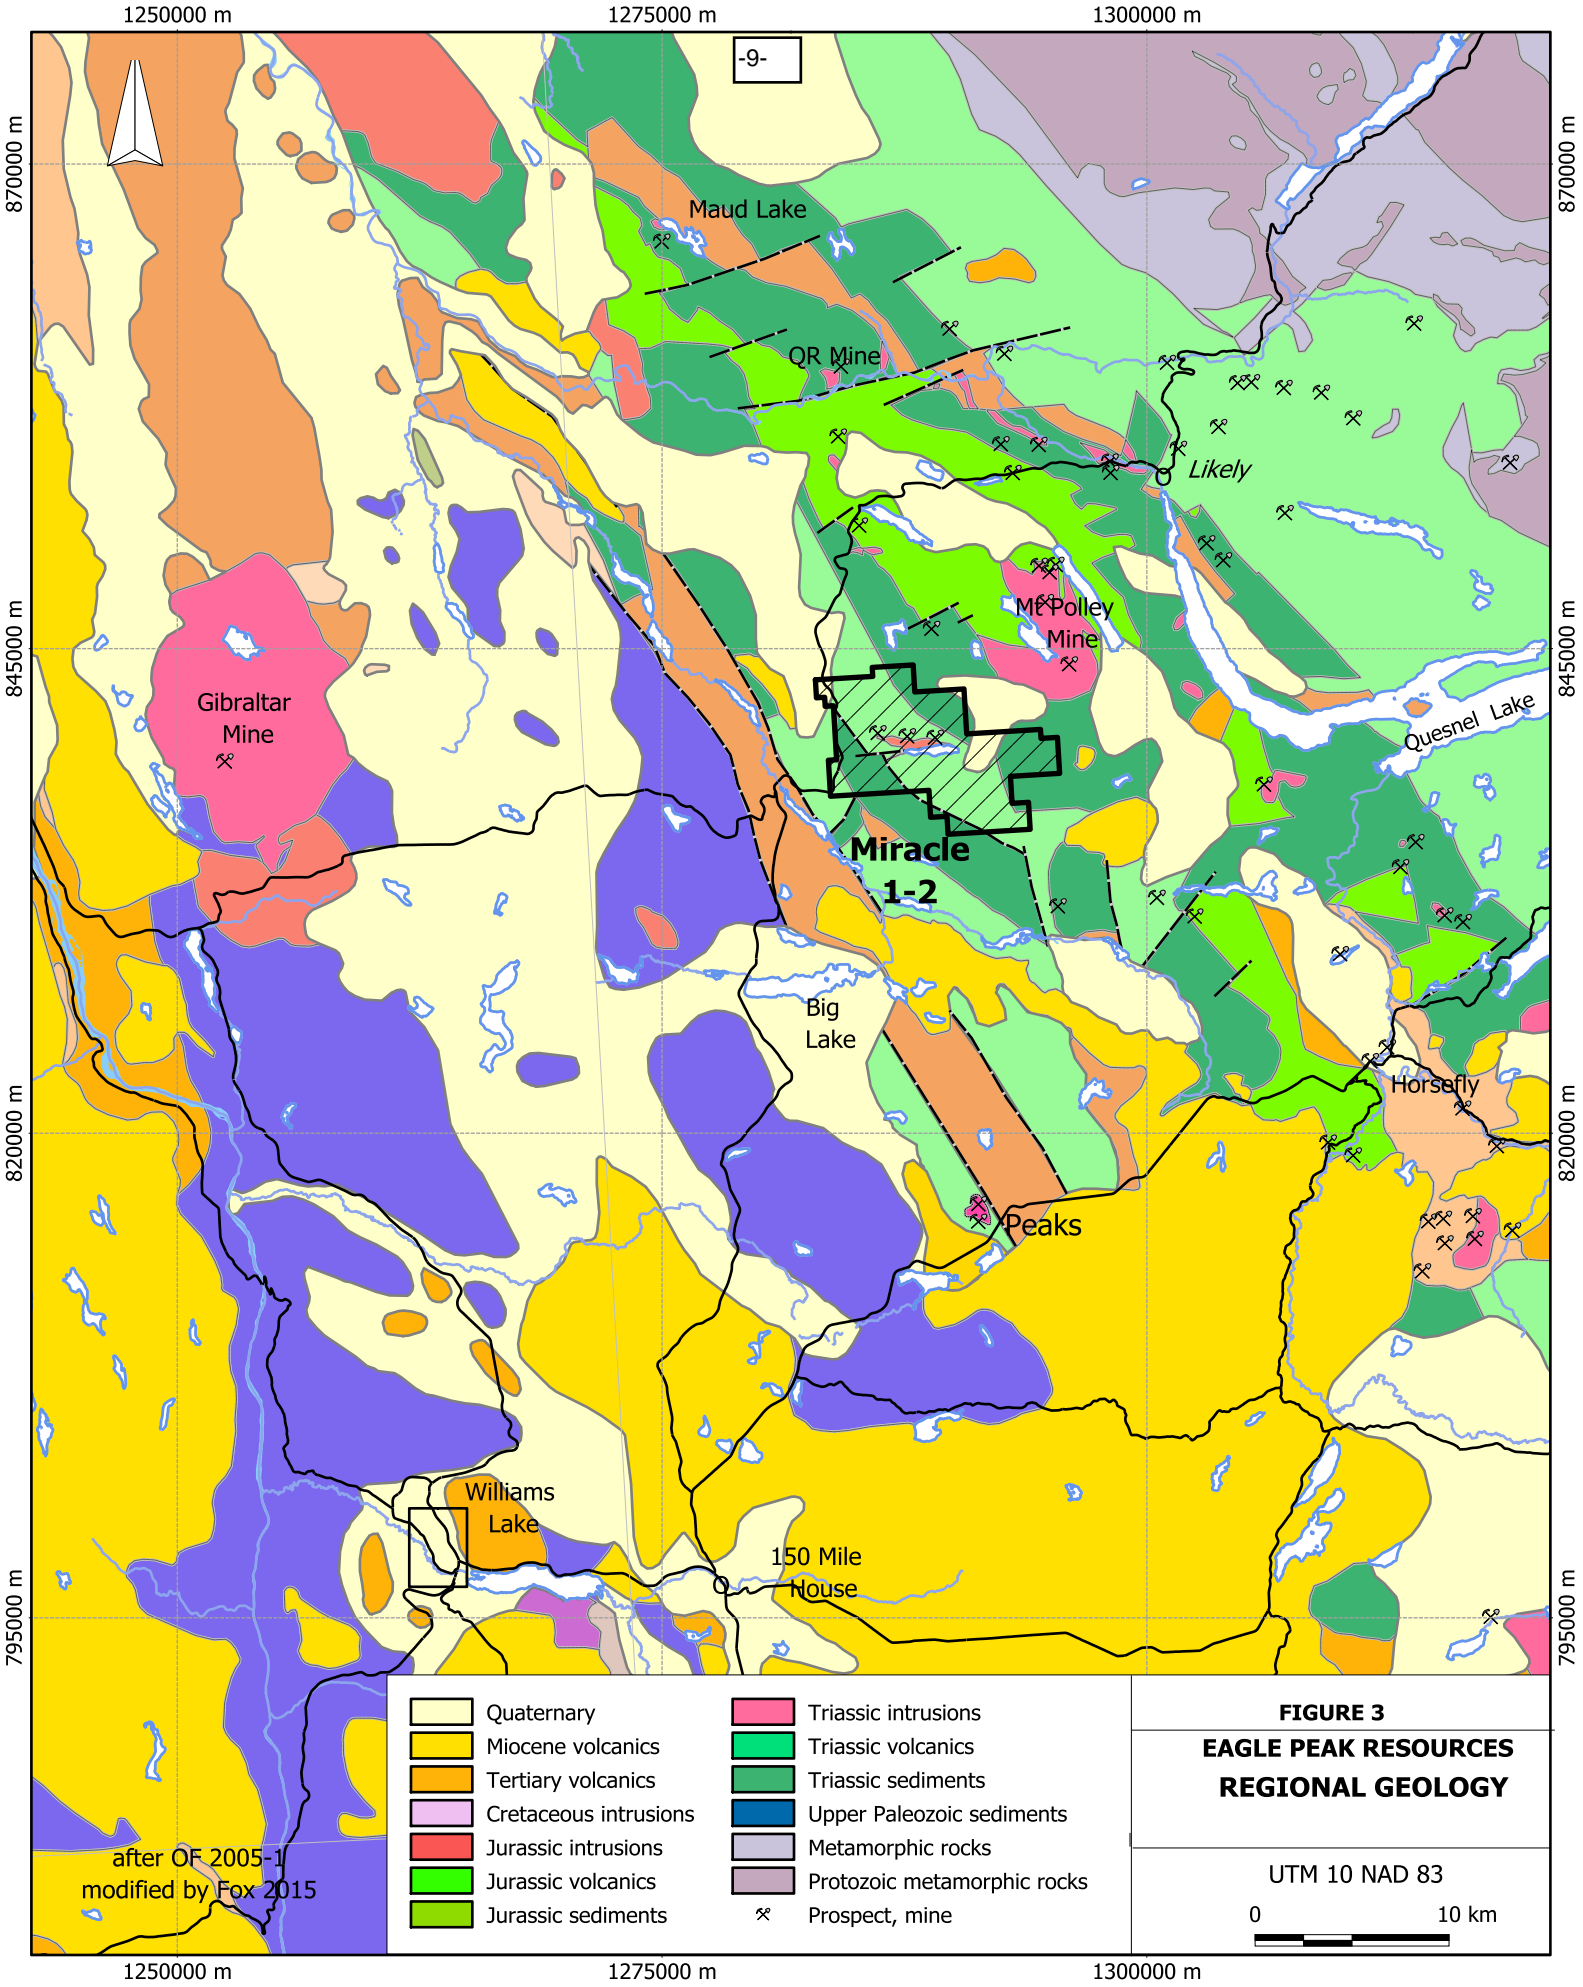 1250000 m
1275000 m
1300000 m
-9-
870000 m
870000 m
Maud Lake
QR Mine
Likely
Mt Polley
Mine
845000 m
845000 m
Gibraltar
Mine
Quesnel Lake
Miracle
1-2
Big
Lake
Horsefly
820000 m
820000 m
Peaks
Williams
Lake
150 Mile
House
795000 m
795000 m
Quaternary
Miocene volcanics
Tertiary volcanics
Cretaceous intrusions
Jurassic intrusions
Jurassic volcanics
Jurassic sediments
Triassic intrusions
Triassic volcanics
Triassic sediments
Upper Paleozoic sediments
Metamorphic rocks
Protozoic metamorphic rocks
Prospect, mine
FIGURE 3
EAGLE PEAK RESOURCES
REGIONAL GEOLOGY
UTM 10 NAD 83
0 10 km
after OF 2005-1
modified by Fox 2015
1250000 m
1275000 m
1300000 m